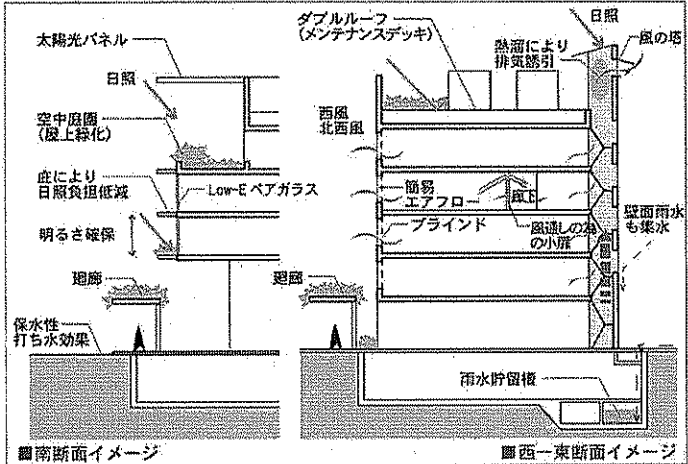 太陽光パネル
日照
空中庭園
(屋上緑化)
庇により
日照負担低減
明るさ確保
廻廊
保水性
打ち水効果
Low-E ペアガラス
■南断面イメージ
ダブルルーフ
(メンテナンスデッキ)
日照
熱溜により
排気誘引
風の塔
西風
北西風
簡易
エアフロー
廊下
ブラインド
風通しの為
の小扉
壁面雨水
も集水
廻廊
雨水貯留槽
■西ー東断面イメージ